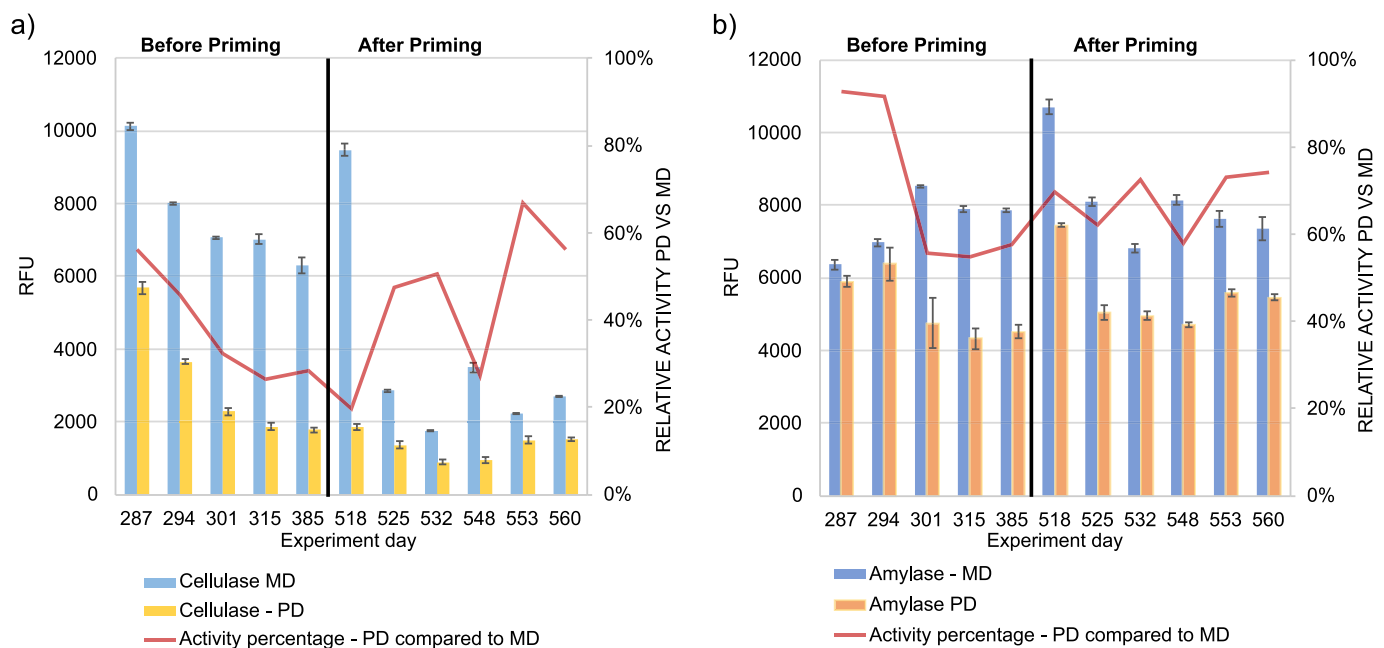 a)
Before Priming After Priming
12000
10000
8000
6000
4000
2000
0
RFU
100%
80%
60%
40%
20%
0%
RELATIVE ACTIVITY PD VS MD
287 294 301 315 385 518 525 532 548 553 560
Experiment day
Cellulase MD
Cellulase - PD
Activity percentage - PD compared to MD
b)
Before Priming After Priming
12000
10000
8000
6000
4000
2000
0
RFU
100%
80%
60%
40%
20%
0%
RELATIVE ACTIVITY PD VS MD
287 294 301 315 385 518 525 532 548 553 560
Experiment day
Amylase - MD
Amylase PD
Activity percentage - PD compared to MD